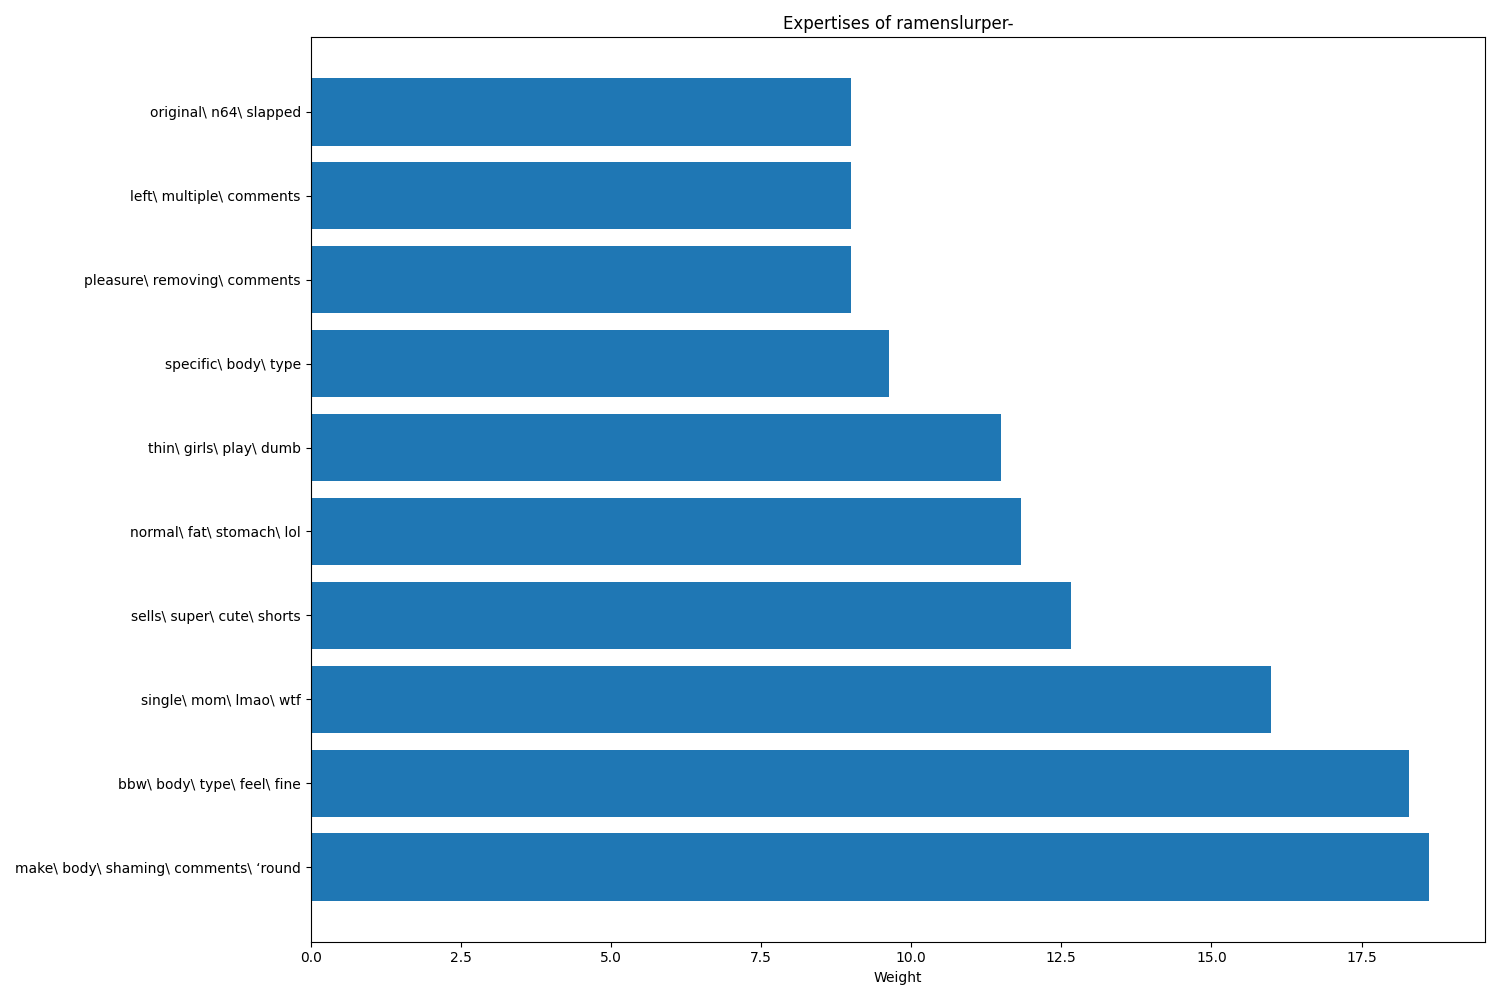 Expertises of ramenslurper-
original\ n64\ slapped
left\ multiple\ comments
pleasure\ removing\ comments
specific\ body\ type
thin\ girls\ play\ dumb
normal\ fat\ stomach\ lol
sells\ super\ cute\ shorts
single\ mom\ lmao\ wtf
bbw\ body\ type\ feel\ fine
make\ body\ shaming\ comments\ ‘round
0.0 2.5 5.0 7.5 10.0 12.5 15.0 17.5
Weight